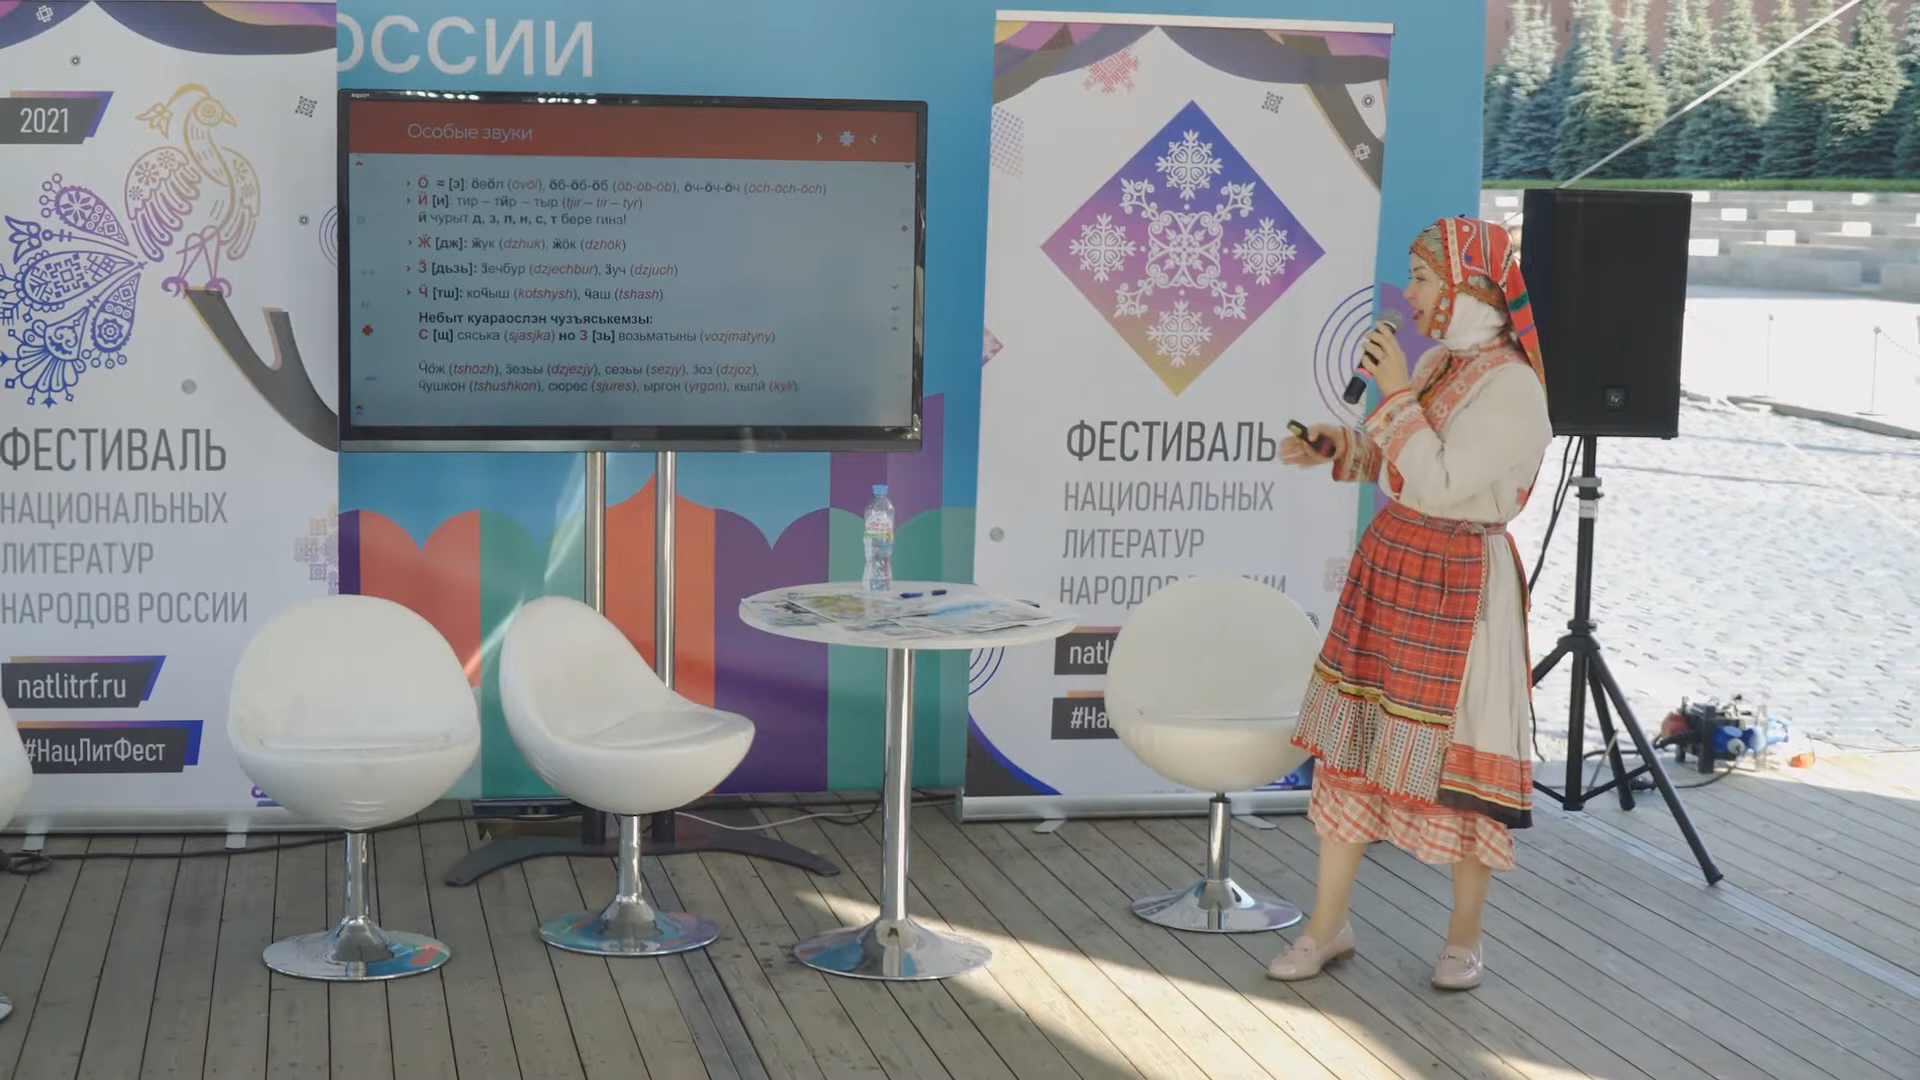 ОССИИ
2021
ФЕСТИВАЛЬ
НАЦИОНАЛЬНЫХ
ЛИТЕРАТУР
НАРОДОВ РОССИИ
natlitrf.ru
#НацЛитФест
Особые звуки
Ӧ ≈ [э]: ӧвӧл (övöl), ӧб-ӧб-ӧб (öb-öb-öb), ӧч-ӧч-ӧч (öch-öch-öch)
Ӥ [и]: тир – тӥр – тыр (tjir – tir – tyr)
ӥ чурыт д, з, л, н, с, т бере гинэ!
Ӝ [дж]: ӝук (dzhuk), ӝӧк (dzhök)
Ӟ [дьзь]: ӟечбур (dzjechbur), ӟуч (dzjuch)
Ӵ [тш]: коӵыш (kotshysh), ӵаш (tshash)
Небыт куараослэн чузъяськемзы:
С [щ] сяська (sjasjka) но З [зь] возьматыны (vozjmatyny)
Ӵӧж (tshözh), ӟезьы (dzjezjy), сезьы (sezjy), ӟоз (dzjoz),
ӵушкон (tshushkon), сюрес (sjures), ыргон (yrgon), кылӥ (kyli).
ФЕСТИВАЛЬ
НАЦИОНАЛЬНЫХ
ЛИТЕРАТУР
natl
#На